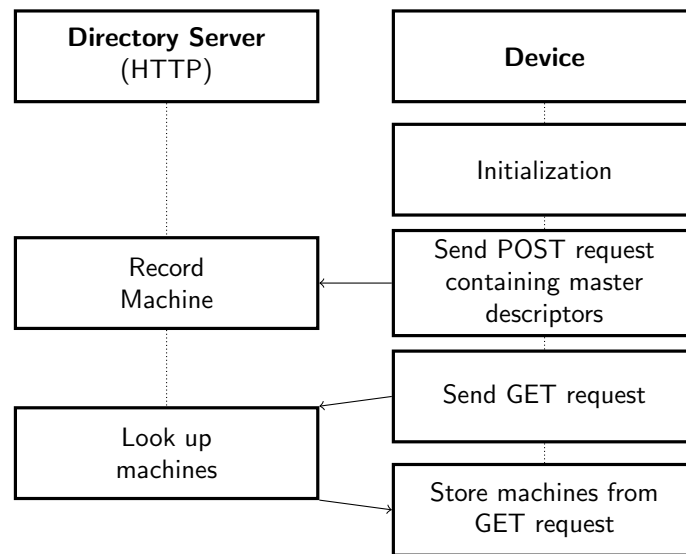 Directory Server
(HTTP)
Device
Initialization
Record
Machine
Send POST request
containing master
descriptors
Send GET request
Look up
machines
Store machines from
GET request